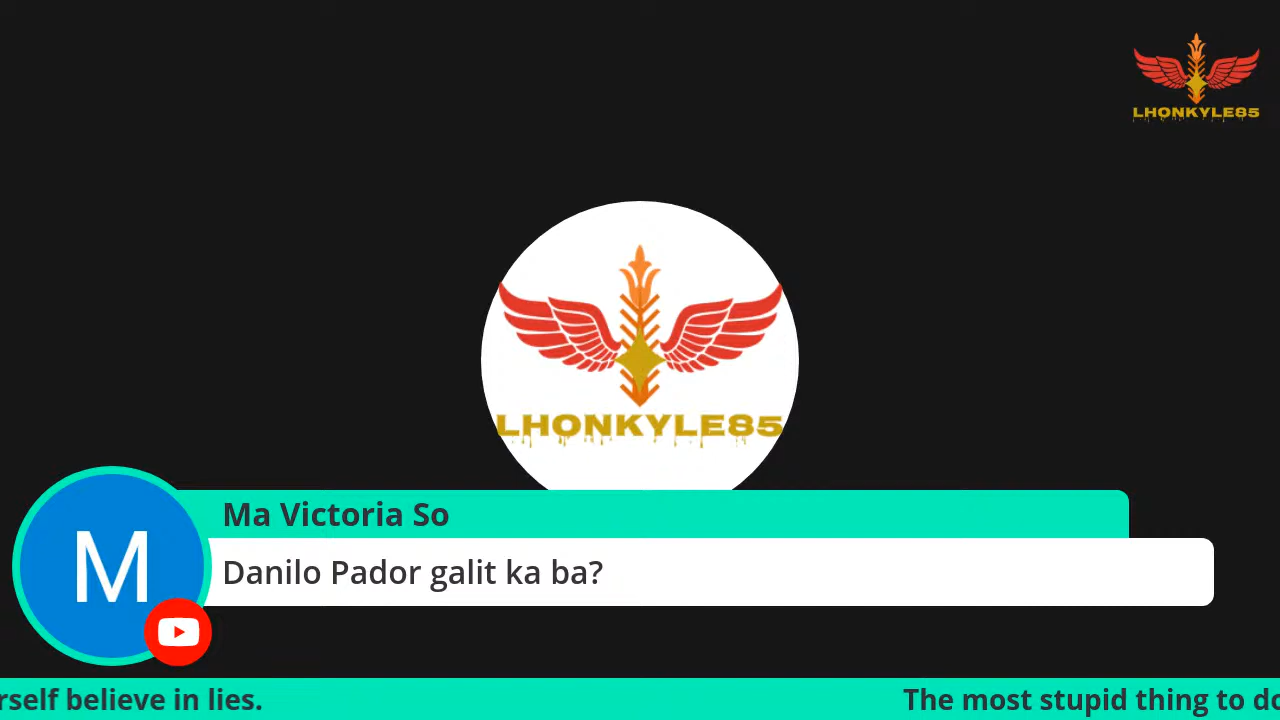 LHONKYLE85
LHONKYLE85
Ma Victoria So
M
Danilo Pador galit ka ba?
rself believe in lies.
The most stupid thing to do